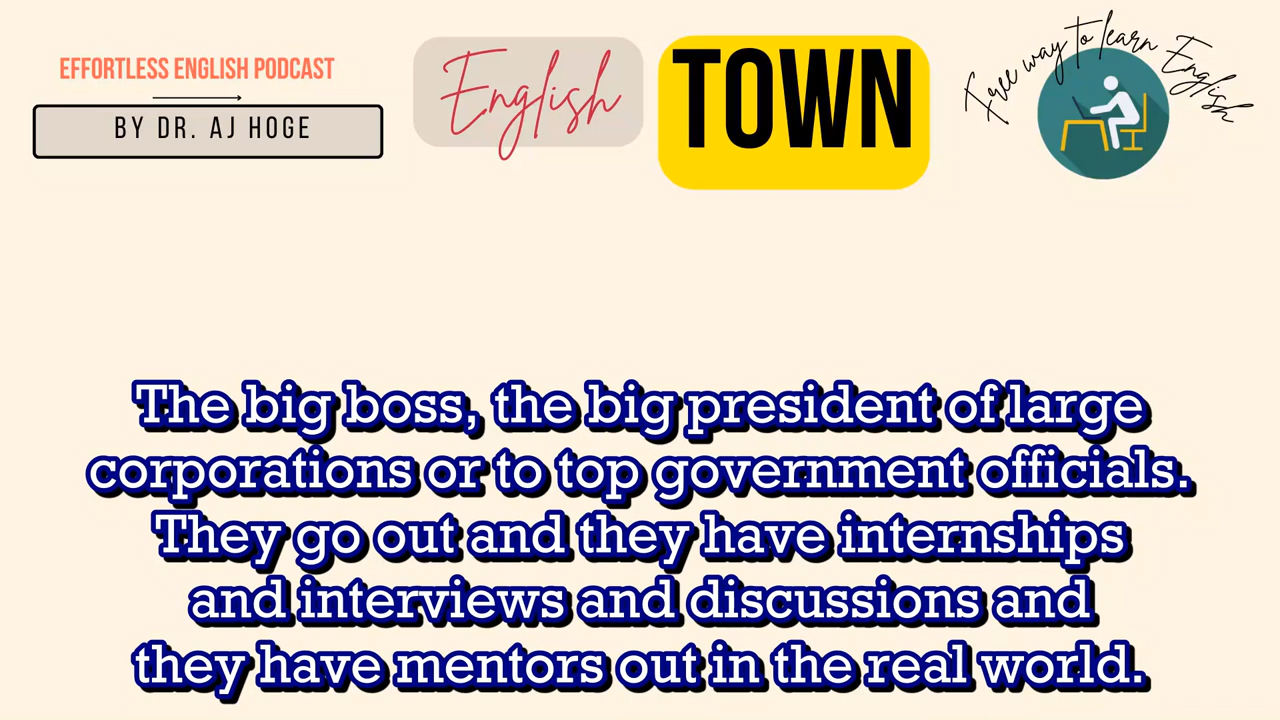 EFFORTLESS ENGLISH PODCAST
BY DR. AJ HOGE
English
TOWN
Free way to learn English
The big boss, the big president of large
corporations or to top government officials.
They go out and they have internships
and interviews and discussions and
they have mentors out in the real world.